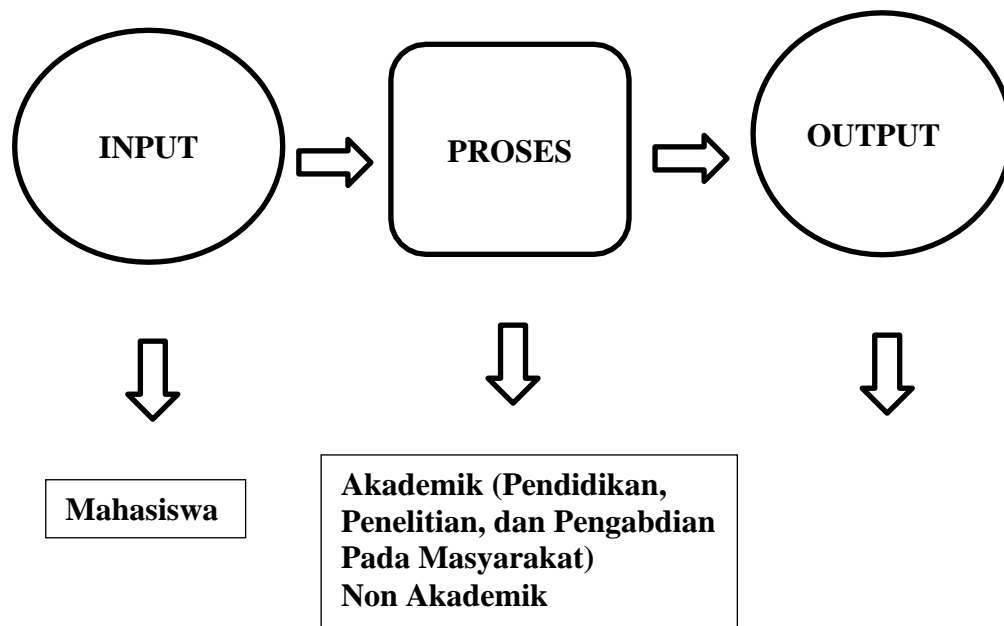 INPUT
PROSES
OUTPUT
Mahasiswa
Akademik (Pendidikan,
Penelitian, dan Pengabdian
Pada Masyarakat)
Non Akademik